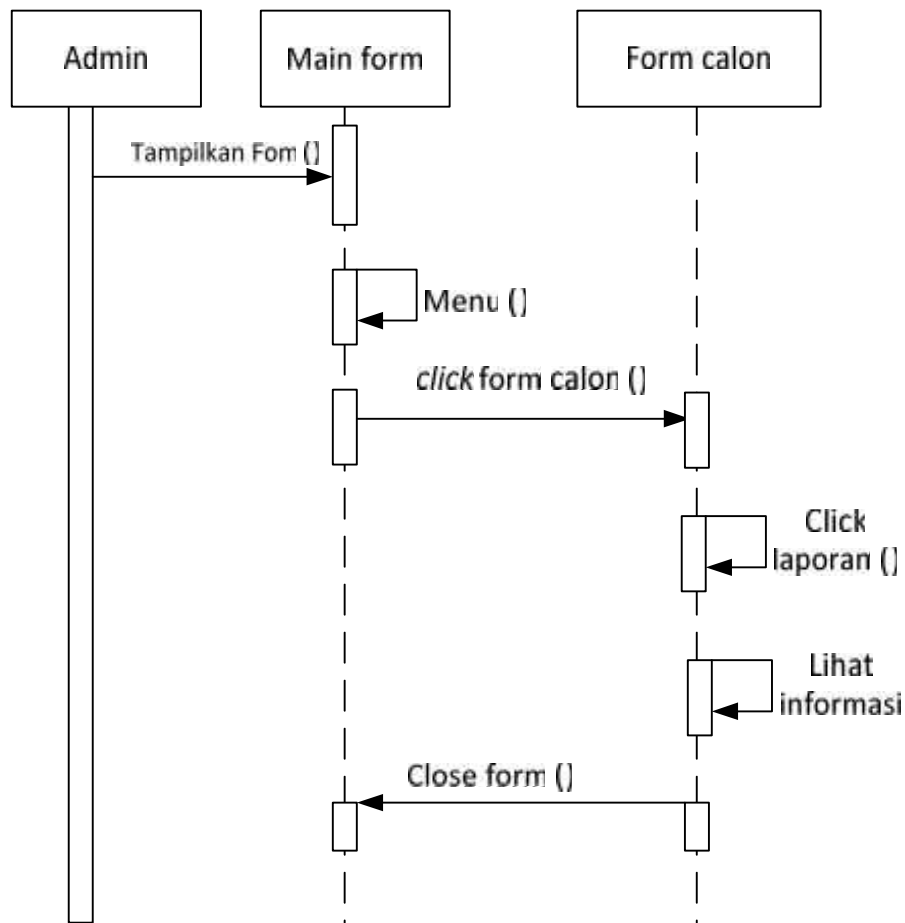 Admin
Main form
Form calon
Tampilkan Fom ()
Menu ()
click form calon ()
Click
laporan ()
Lihat
informasi
Close form ()